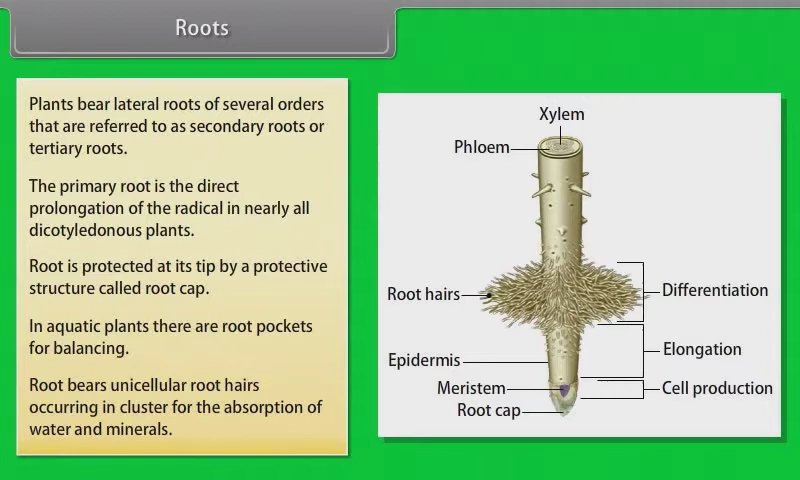 Roots
Plants bear lateral roots of several orders
that are referred to as secondary roots or
tertiary roots.
The primary root is the direct
prolongation of the radical in nearly all
dicotyledonous plants.
Root is protected at its tip by a protective
structure called root cap.
In aquatic plants there are root pockets
for balancing.
Root bears unicellular root hairs
occurring in cluster for the absorption of
water and minerals.
Xylem
Phloem
Root hairs
Differentiation
Elongation
Epidermis
Meristem
Cell production
Root cap